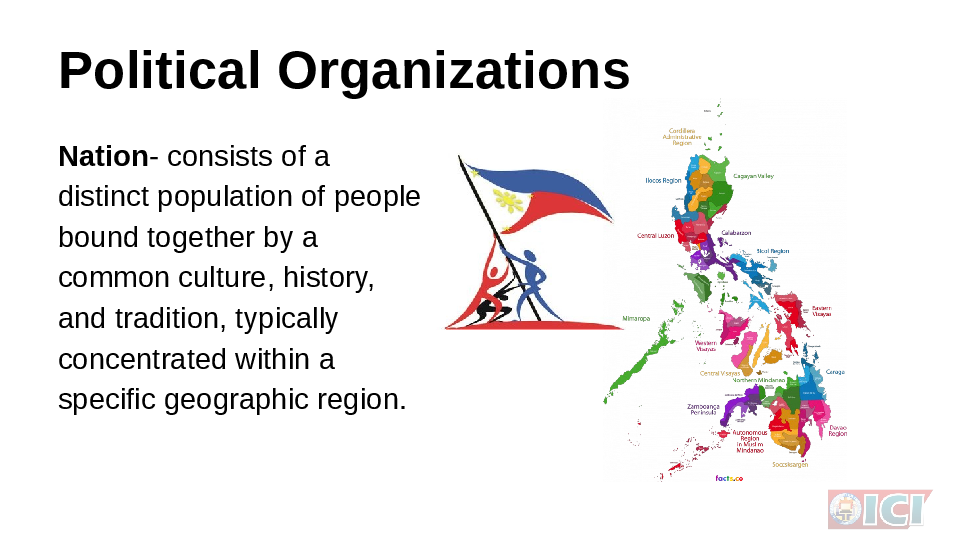 Political Organizations
Nation- consists of a
distinct population of people
bound together by a
common culture, history,
and tradition, typically
concentrated within a
specific geographic region.
Cordillera
Administrative
Region
Ilocos Region
Cagayan Valley
Central Luzon
Calabarzon
Bicol Region
Mimaropa
Eastern
Visayas
Western
Visayas
Central Visayas
Northern Mindanao
Caraga
Zamboanga
Peninsula
Autonomous
Region
in Muslim
Mindanao
Davao
Region
Soccsksargen
facts.co
ICI